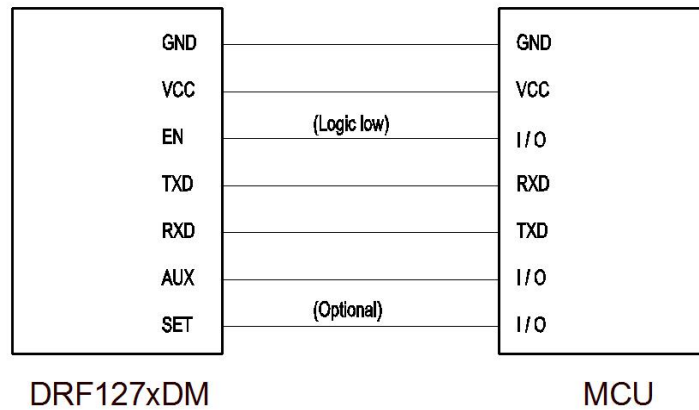 GND GND
VCC VCC
EN (Logic low) I/O
TXD RXD
RXD TXD
AUX I/O
SET (Optional) I/O
DRF127xDM MCU